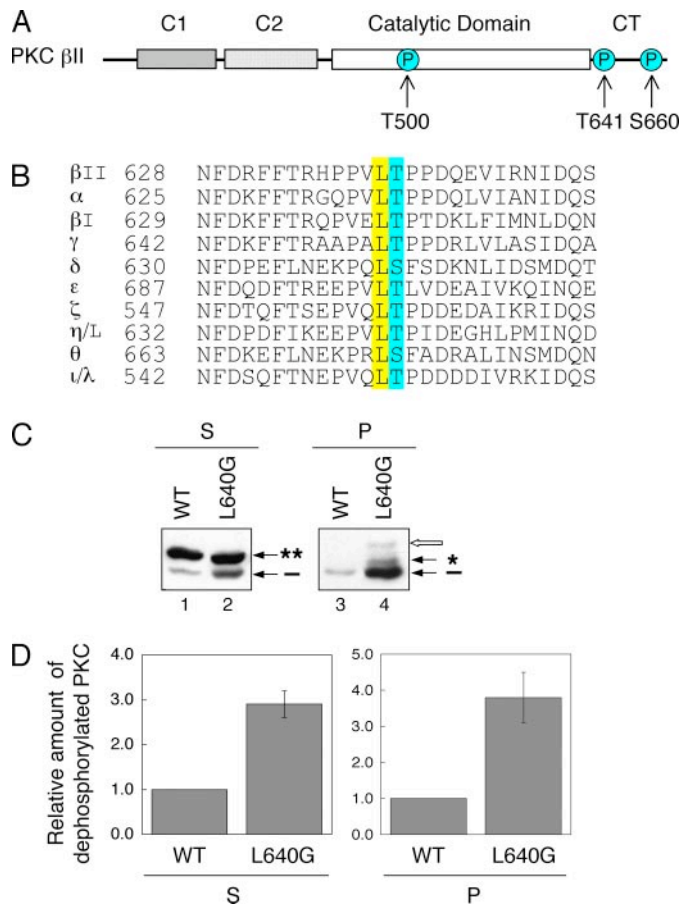 A
C1 C2 Catalytic Domain CT
PKC βII
P P P
T500 T641 S660
B
βII 628 NFDRFFTRHPPVLTPPDQEVIRNIDQS
α 625 NFDKFFTRGQPVLTPPDQLVIANIDQS
βI 629 NFDKFFTRQPVELTPTDKLFIMNLDQN
γ 642 NFDKFFTRAAPALTPPDRLVLASIDQA
δ 630 NFDPEFLNEKPQLSFSDKNLIDSMDQT
ε 687 NFDQDFTREEPVLTLVDEAIVKQINQE
ζ 547 NFDTQFTSEPVQLTPDDEDAIKRIDQS
η/L 632 NFDPDFIKEEPVLTPIDEGHLPMINQD
θ 663 NFDKEFLNEKPRLSFADRALINSMDQN
ι/λ 542 NFDSQFTNEPVQLTPDDDDIVRKIDQS
C
S P
WT L640G WT L640G
** *
– –
1 2 3 4
D
Relative amount of
dephosphorylated PKC
4.0 5.0
3.0 4.0
2.0 3.0
1.0 2.0
0.0 1.0
0.0
WT L640G WT L640G
S P